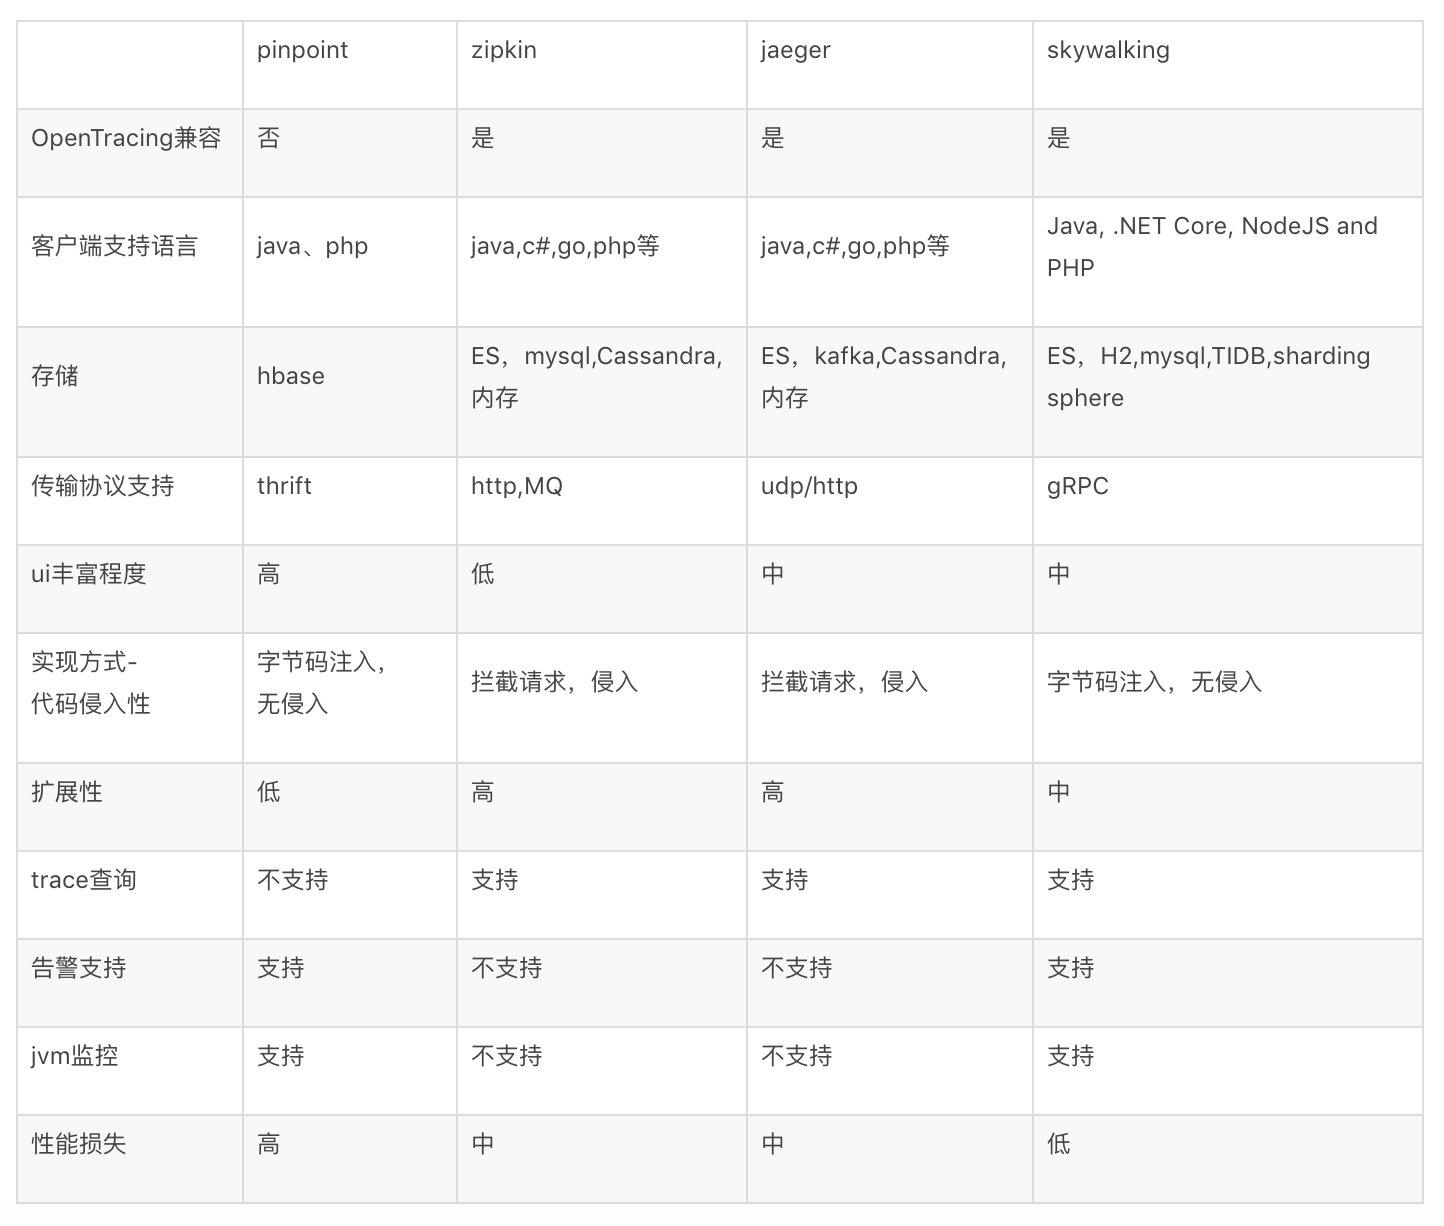 pinpoint
zipkin
jaeger
skywalking
OpenTracing兼容
否
是
是
是
客户端支持语言
java、php
java,c#,go,php等
java,c#,go,php等
Java, .NET Core, NodeJS and
PHP
存储
hbase
ES，mysql,Cassandra,
内存
ES，kafka,Cassandra,
内存
ES，H2,mysql,TIDB,sharding
sphere
传输协议支持
thrift
http,MQ
udp/http
gRPC
ui丰富程度
高
低
中
中
实现方式-
代码侵入性
字节码注入，
无侵入
拦截请求，侵入
拦截请求，侵入
字节码注入，无侵入
扩展性
低
高
高
中
trace查询
不支持
支持
支持
支持
告警支持
支持
不支持
不支持
支持
jvm监控
支持
不支持
不支持
支持
性能损失
高
中
中
低